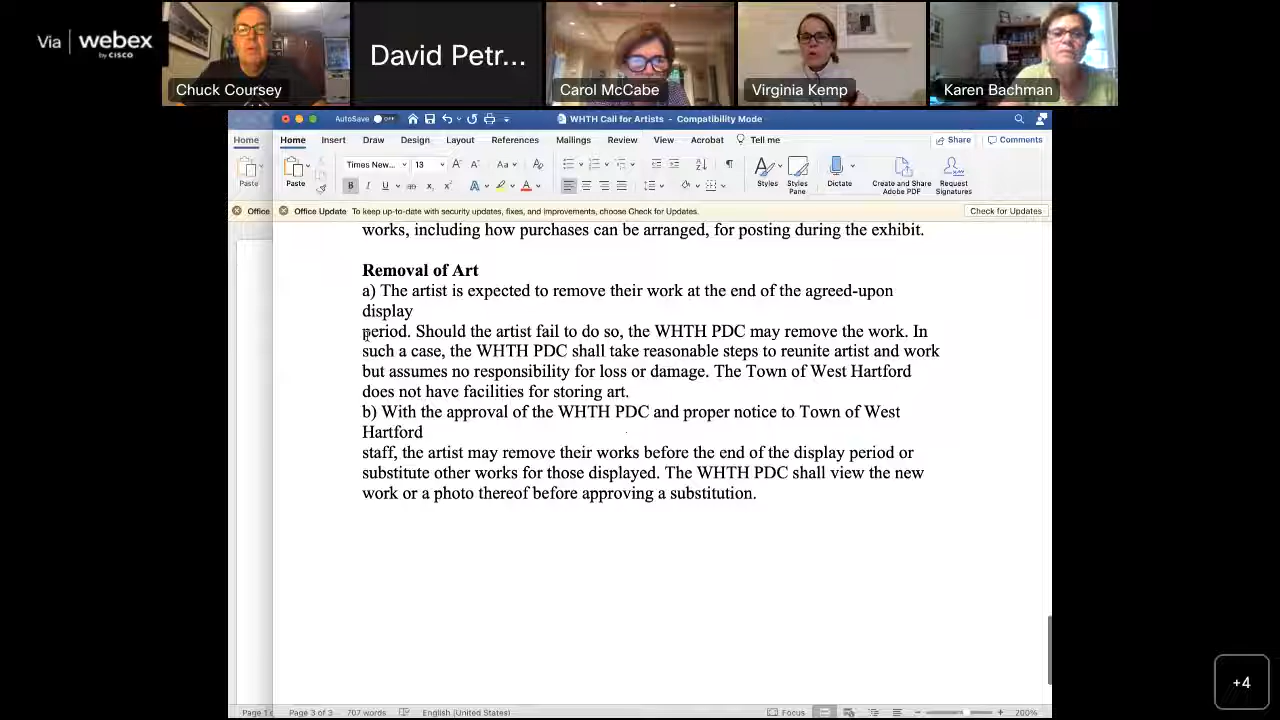 Via webex
by CISCO
Chuck Coursey
David Petr...
Carol McCabe
Virginia Kemp
Karen Bachman
AutoSave OFF
WHTH Call for Artists - Compatibility Mode
Home
Home Insert Draw Design References Mailings Review View Acrobat Tell me Share Comments
Paste
Paste
Times New... 13
Styles
Styles Pane
Dictate
Create and Share Adobe PDF
Request Signatures
Office
Office Update To keep up-to-date with security updates, fixes, and improvements, choose Check for Updates. Check for Updates
works, including how purchases can be arranged, for posting during the exhibit.
Removal of Art
a) The artist is expected to remove their work at the end of the agreed-upon
display
period. Should the artist fail to do so, the WHTH PDC may remove the work. In
such a case, the WHTH PDC shall take reasonable steps to reunite artist and work
but assumes no responsibility for loss or damage. The Town of West Hartford
does not have facilities for storing art.
b) With the approval of the WHTH PDC and proper notice to Town of West
Hartford
staff, the artist may remove their works before the end of the display period or
substitute other works for those displayed. The WHTH PDC shall view the new
work or a photo thereof before approving a substitution.
Page 1
Page 3 of 3 707 words English (United States) Focus 200%
+4